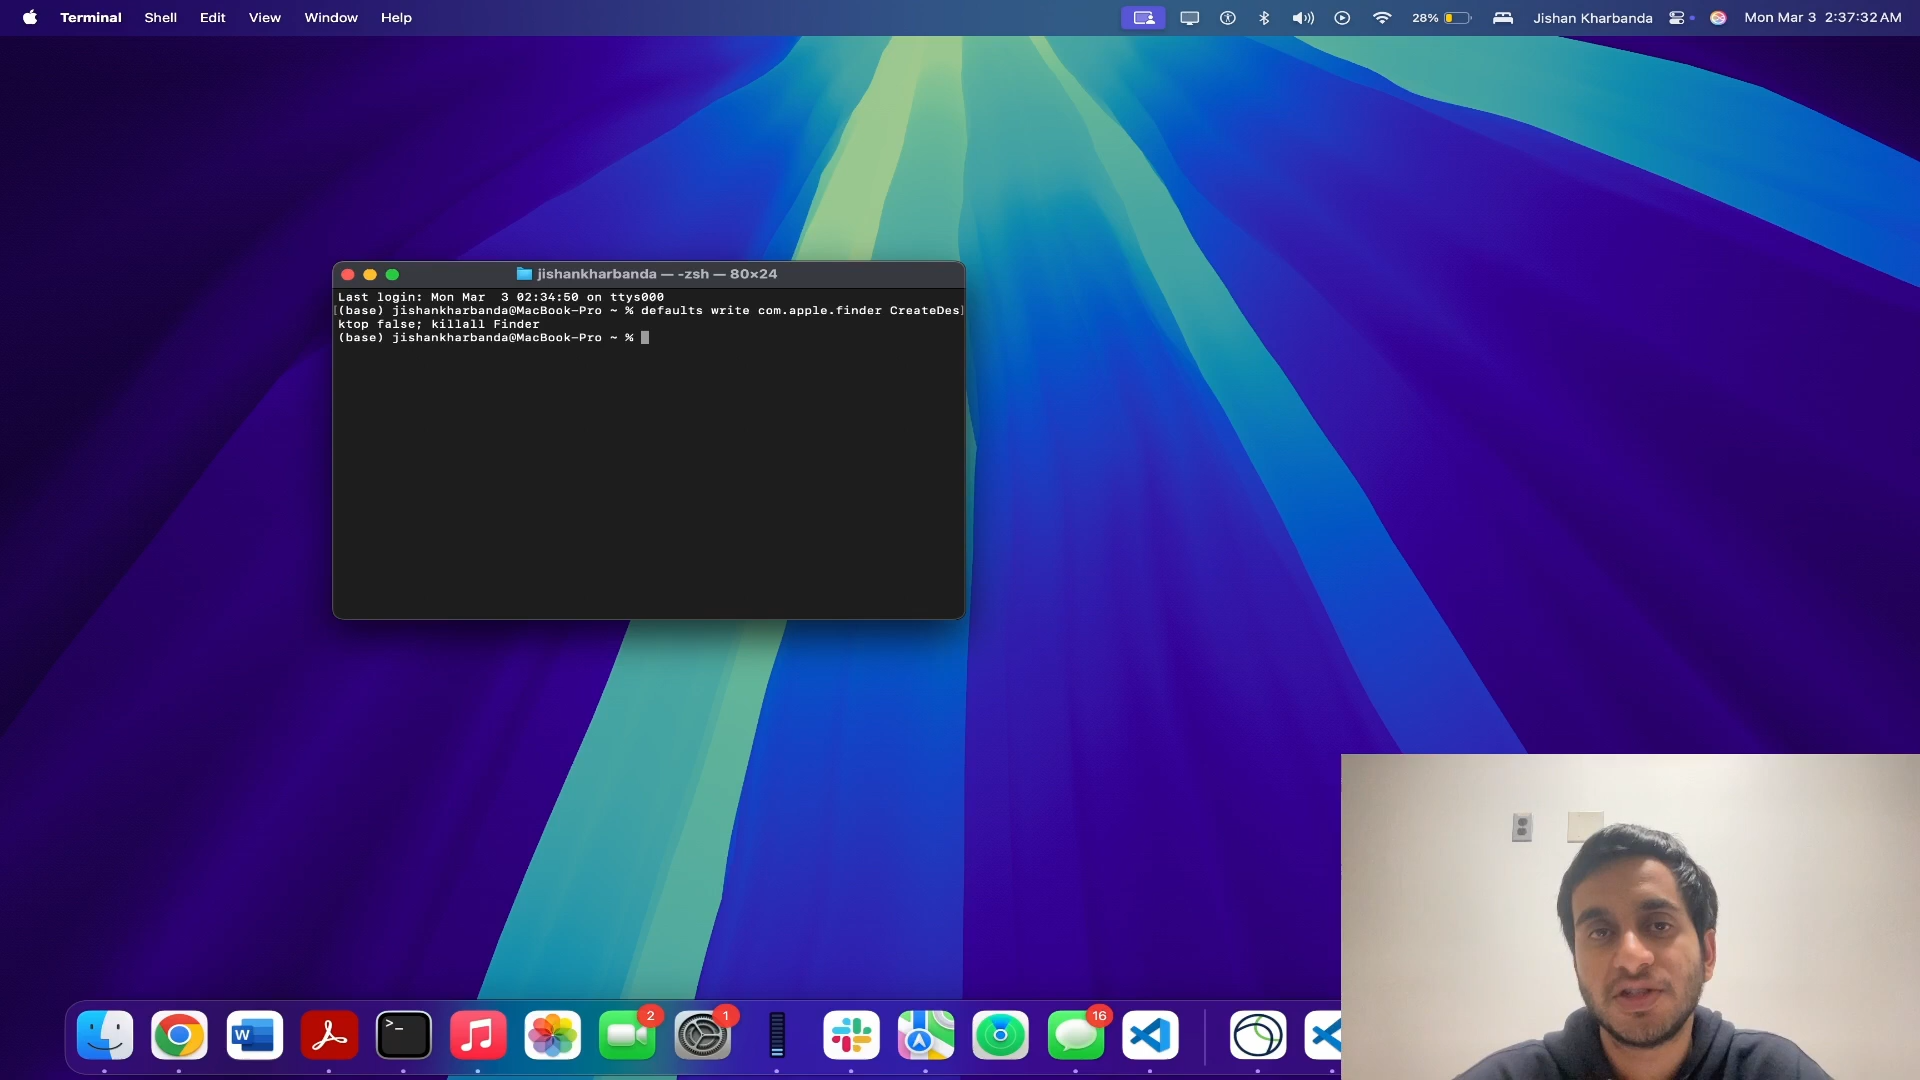 Terminal Shell Edit View Window Help 28% Jishan Kharbanda Mon Mar 3 2:37:32 AM
jishankharbanda — -zsh — 80×24
Last login: Mon Mar  3 02:34:50 on ttys000
[(base) jishankharbanda@MacBook-Pro ~ % defaults write com.apple.finder CreateDes]
ktop false; killall Finder
(base) jishankharbanda@MacBook-Pro ~ %
2 1 16
>_
W